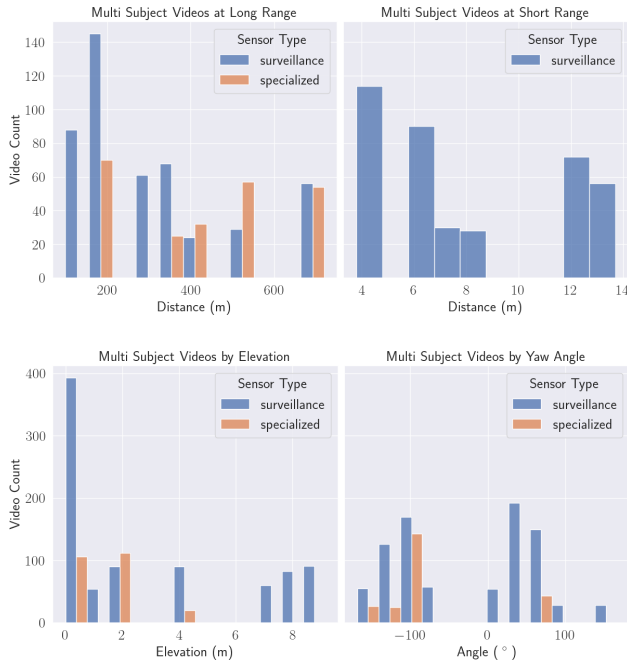 Multi Subject Videos at Long Range
Sensor Type
surveillance
specialized
Video Count
0
20
40
60
80
100
120
140
200
400
600
Distance (m)
Multi Subject Videos at Short Range
Sensor Type
surveillance
4
6
8
10
12
14
Distance (m)
Multi Subject Videos by Elevation
Sensor Type
surveillance
specialized
Video Count
0
100
200
300
400
0
2
4
6
8
Elevation (m)
Multi Subject Videos by Yaw Angle
Sensor Type
surveillance
specialized
−100
0
100
Angle (°)